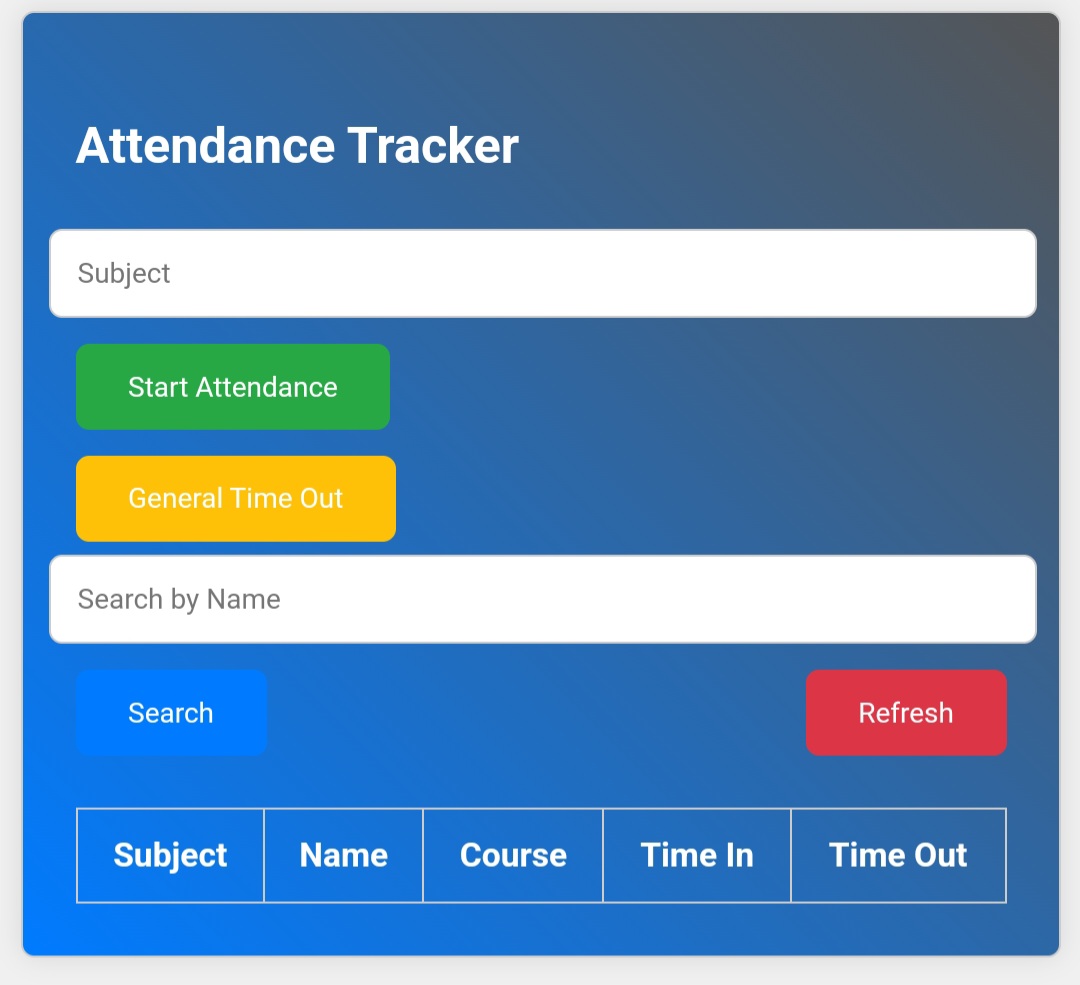 Attendance Tracker
Subject
Start Attendance
General Time Out
Search by Name
Search Refresh
Subject Name Course Time In Time Out